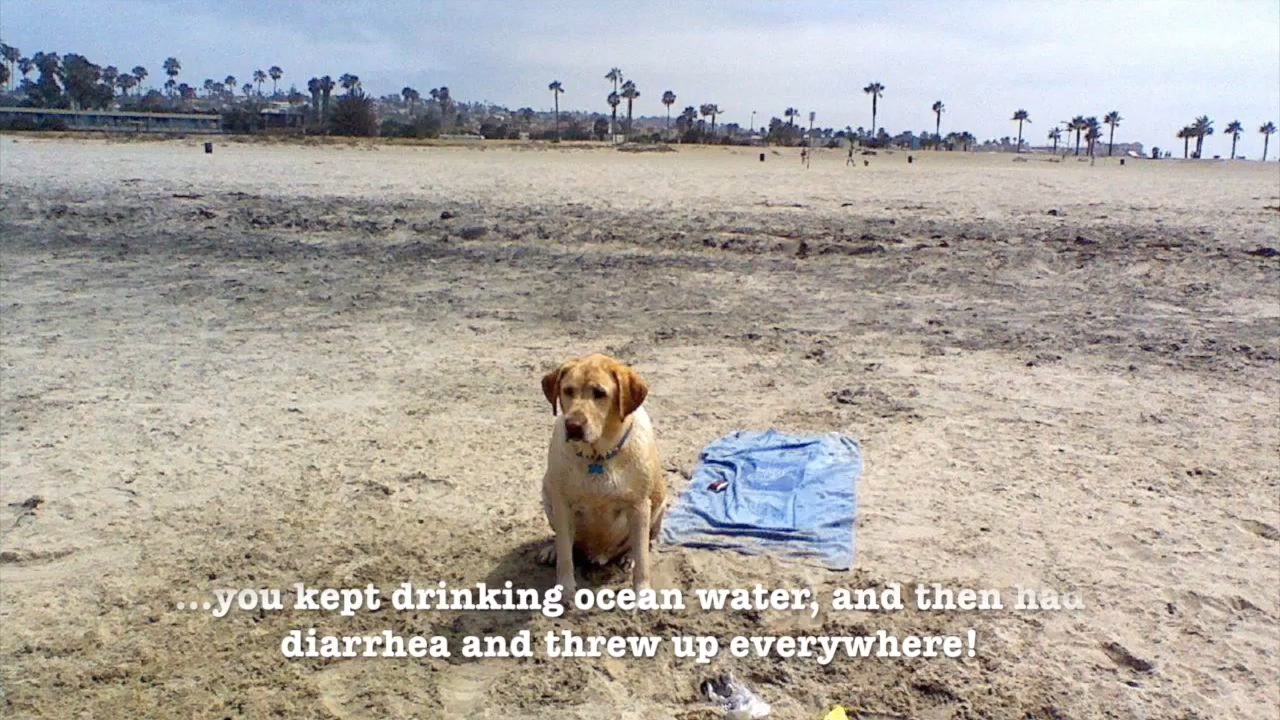 ...you kept drinking ocean water, and then had
diarrhea and threw up everywhere!